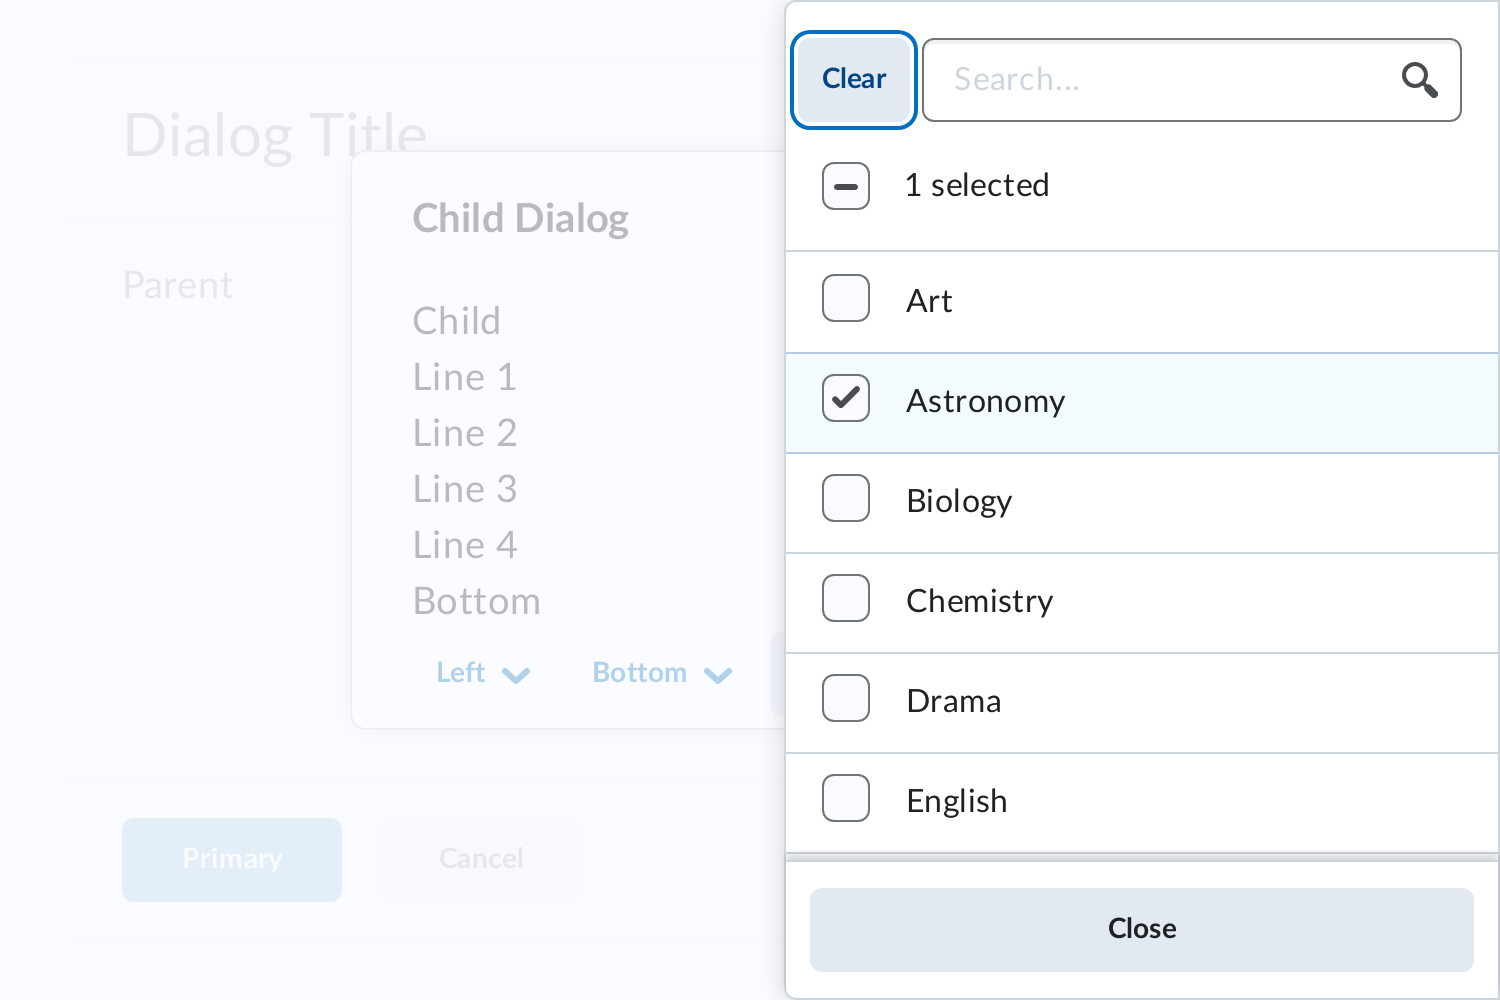 Dialog Title
Parent
Primary
Cancel
Child Dialog
Child
Line 1
Line 2
Line 3
Line 4
Bottom
Left
Bottom
Clear
Search...
1 selected
Art
Astronomy
Biology
Chemistry
Drama
English
Close